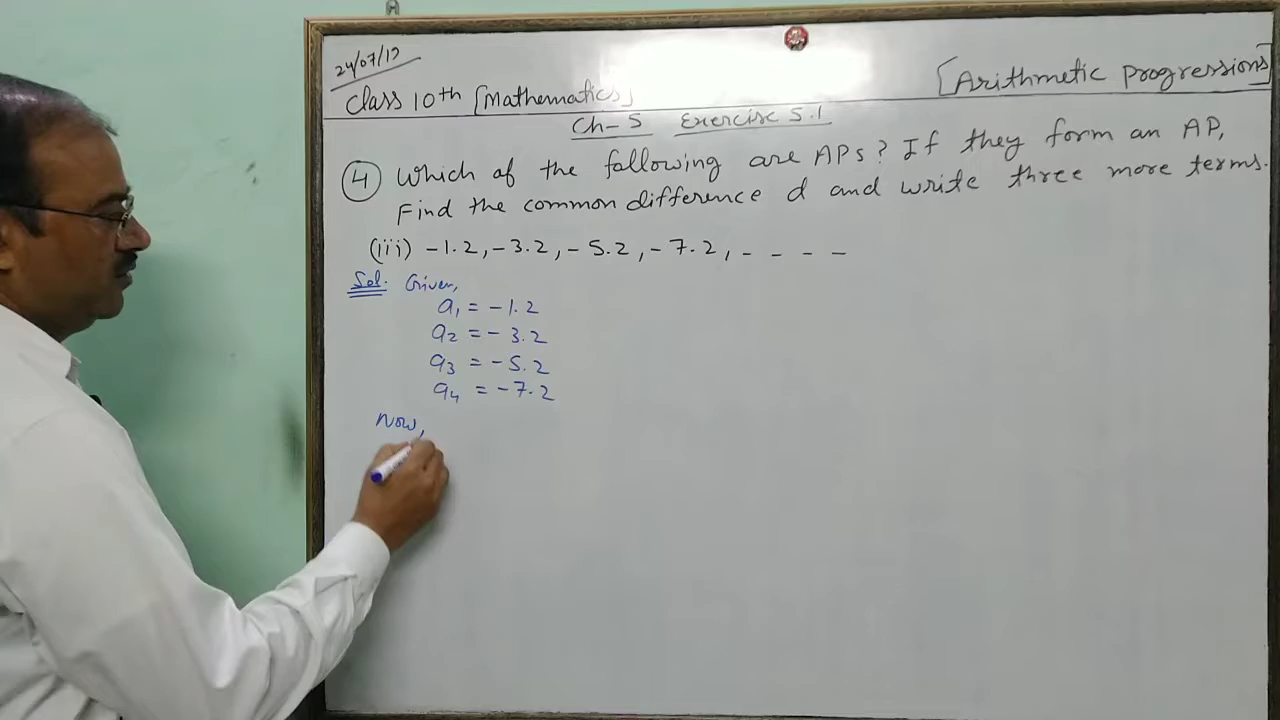 24/07/19
Class 10th [Mathematics]
[Arithmetic Progressions]
Ch-5 Exercise 5.1
4 Which of the following are APs? If they form an AP,
Find the common difference d and write three more terms.
(iii) -1.2, -3.2, -5.2, -7.2, - - - -
Sol. Given,
a₁ = -1.2
a₂ = -3.2
a₃ = -5.2
a₄ = -7.2
Now,